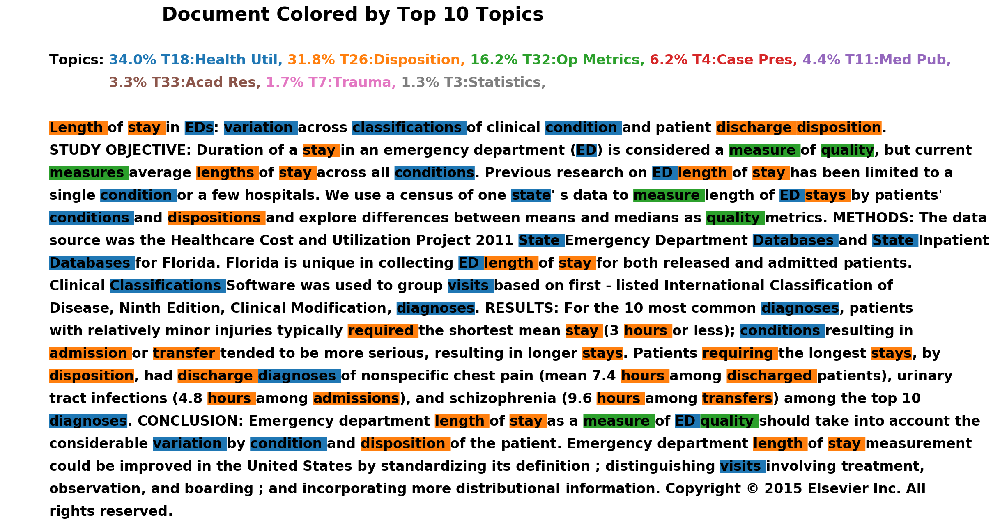 Document Colored by Top 10 Topics
Topics: 34.0% T18:Health Util, 31.8% T26:Disposition, 16.2% T32:Op Metrics, 6.2% T4:Case Pres, 4.4% T11:Med Pub,
3.3% T33:Acad Res, 1.7% T7:Trauma, 1.3% T3:Statistics,
Length of stay in EDs: variation across classifications of clinical condition and patient discharge disposition.
STUDY OBJECTIVE: Duration of a stay in an emergency department (ED) is considered a measure of quality, but current
measures average lengths of stay across all conditions. Previous research on ED length of stay has been limited to a
single condition or a few hospitals. We use a census of one state' s data to measure length of ED stays by patients'
conditions and dispositions and explore differences between means and medians as quality metrics. METHODS: The data
source was the Healthcare Cost and Utilization Project 2011 State Emergency Department Databases and State Inpatient
Databases for Florida. Florida is unique in collecting ED length of stay for both released and admitted patients.
Clinical Classifications Software was used to group visits based on first - listed International Classification of
Disease, Ninth Edition, Clinical Modification, diagnoses. RESULTS: For the 10 most common diagnoses, patients
with relatively minor injuries typically required the shortest mean stay (3 hours or less); conditions resulting in
admission or transfer tended to be more serious, resulting in longer stays. Patients requiring the longest stays, by
disposition, had discharge diagnoses of nonspecific chest pain (mean 7.4 hours among discharged patients), urinary
tract infections (4.8 hours among admissions), and schizophrenia (9.6 hours among transfers) among the top 10
diagnoses. CONCLUSION: Emergency department length of stay as a measure of ED quality should take into account the
considerable variation by condition and disposition of the patient. Emergency department length of stay measurement
could be improved in the United States by standardizing its definition ; distinguishing visits involving treatment,
observation, and boarding ; and incorporating more distributional information. Copyright © 2015 Elsevier Inc. All
rights reserved.